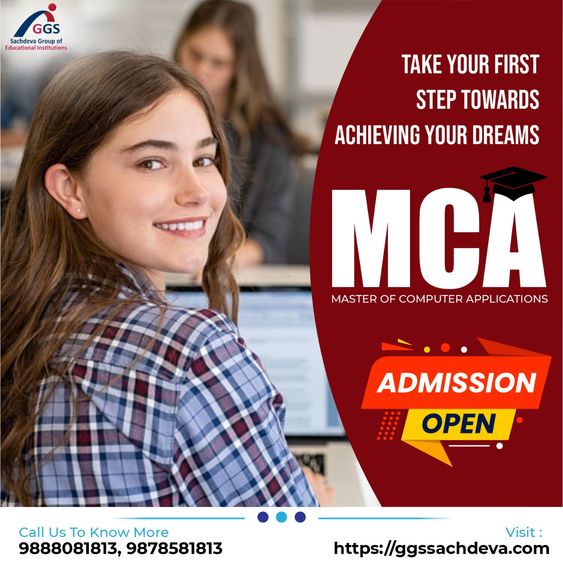 GGS
Sachdeva Group of
Educational Institutions
TAKE YOUR FIRST
STEP TOWARDS
ACHIEVING YOUR DREAMS
MCA
MASTER OF COMPUTER APPLICATIONS
ADMISSION
OPEN
Call Us To Know More
9888081813, 9878581813
Visit :
https://ggssachdeva.com